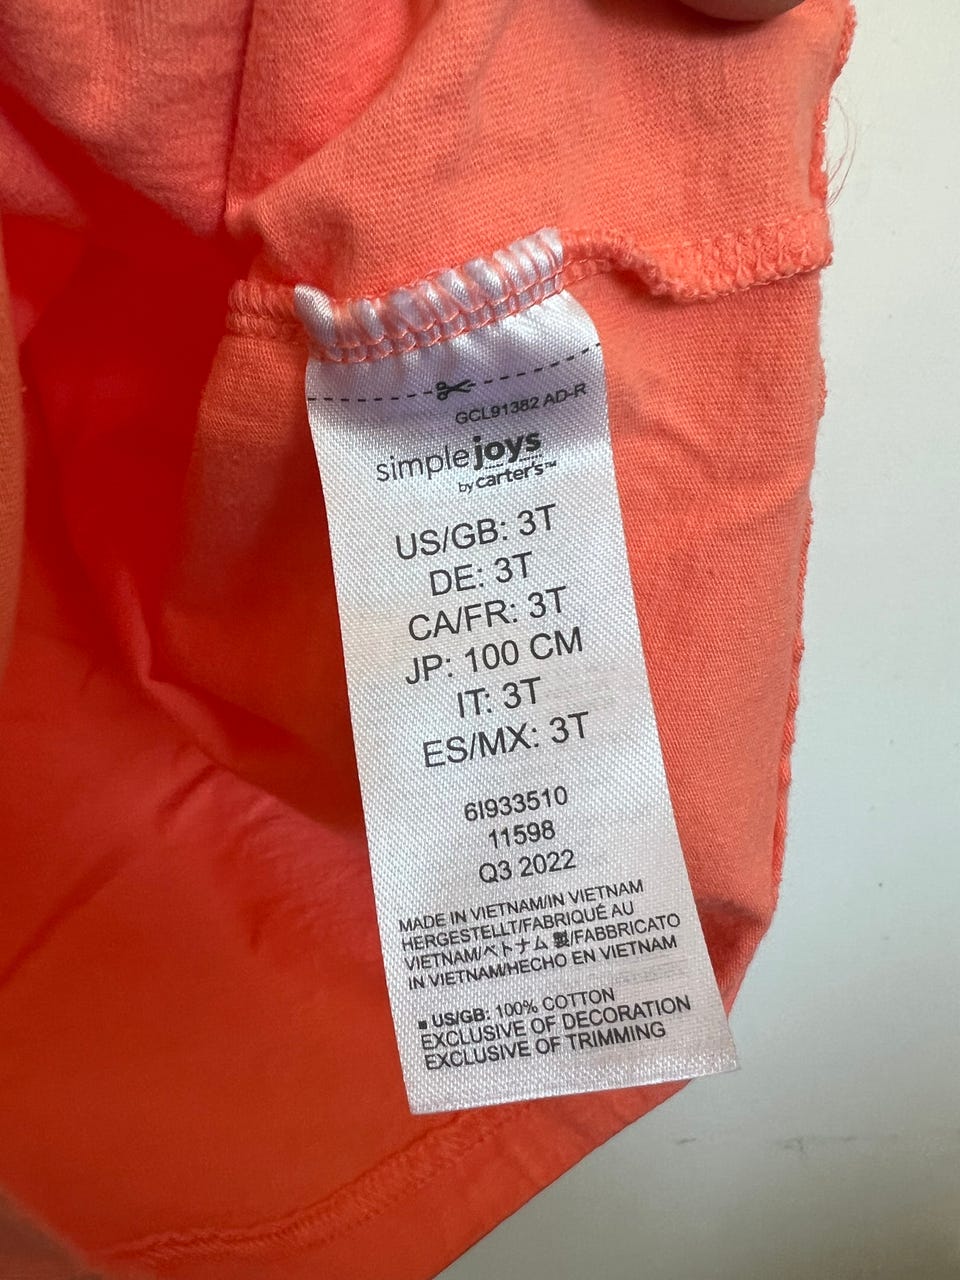 GCL91382 AD-R
simple joys
by carter's™
US/GB: 3T
DE: 3T
CA/FR: 3T
JP: 100 CM
IT: 3T
ES/MX: 3T
6I933510
11598
Q3 2022
MADE IN VIETNAM/IN VIETNAM
HERGESTELLT/FABRIQUÉ AU
VIETNAM/ベトナム 製/FABBRICATO
IN VIETNAM/HECHO EN VIETNAM
■ US/GB: 100% COTTON
EXCLUSIVE OF DECORATION
EXCLUSIVE OF TRIMMING